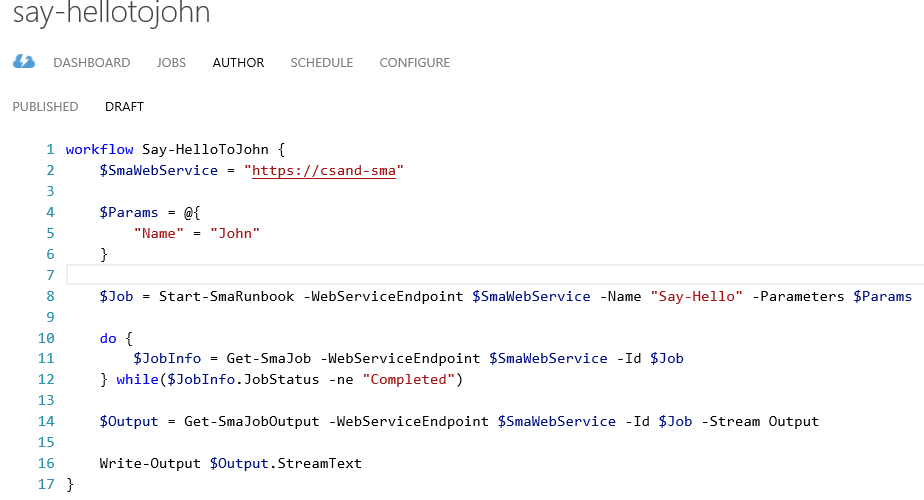 say-hellotojohn
DASHBOARD JOBS AUTHOR SCHEDULE CONFIGURE
PUBLISHED DRAFT
1 workflow Say-HelloToJohn {
2     $SmaWebService = "https://csand-sma"
3
4     $Params = @{
5         "Name" = "John"
6     }
7
8     $Job = Start-SmaRunbook -WebServiceEndpoint $SmaWebService -Name "Say-Hello" -Parameters $Params
9
10     do {
11         $JobInfo = Get-SmaJob -WebServiceEndpoint $SmaWebService -Id $Job
12     } while($JobInfo.JobStatus -ne "Completed")
13
14     $Output = Get-SmaJobOutput -WebServiceEndpoint $SmaWebService -Id $Job -Stream Output
15
16     Write-Output $Output.StreamText
17 }